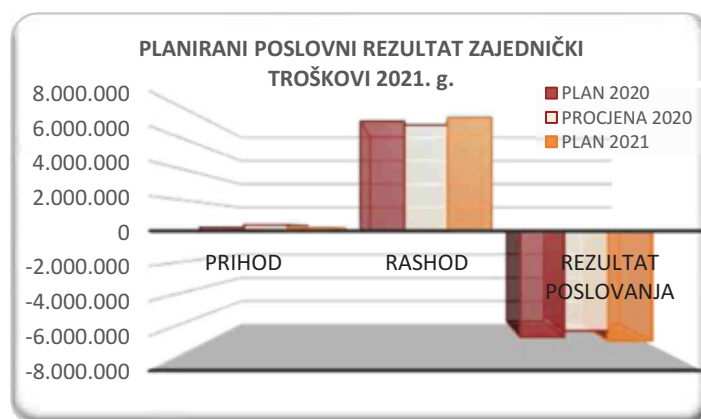 PLANIRANI POSLOVNI REZULTAT ZAJEDNIČKI
TROŠKOVI 2021. g.
8.000.000
6.000.000
4.000.000
2.000.000
0
-2.000.000
-4.000.000
-6.000.000
-8.000.000
PLAN 2020
PROCJENA 2020
PLAN 2021
PRIHOD
RASHOD
REZULTAT
POSLOVANJA